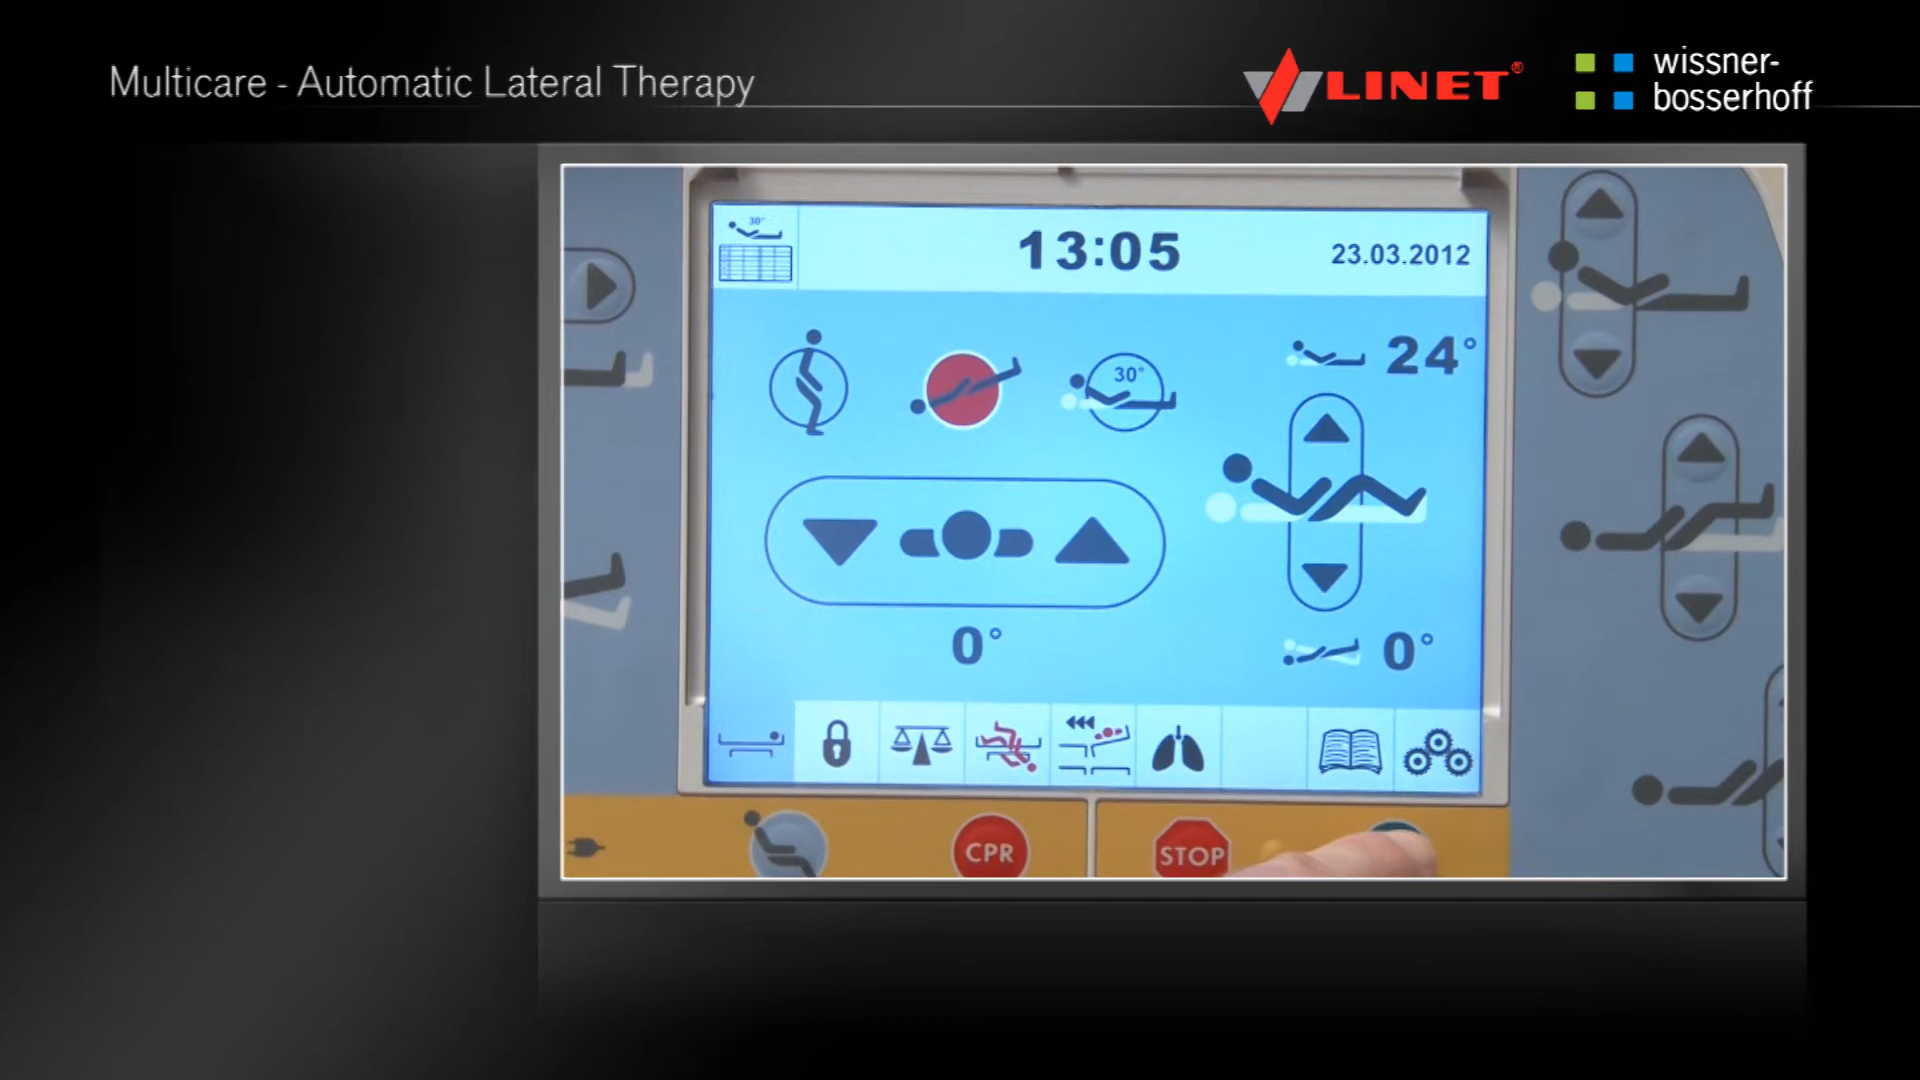 Multicare - Automatic Lateral Therapy
LINET®
wissner-
bosserhoff
30°
13:05
23.03.2012
30°
24°
0°
0°
CPR
STOP